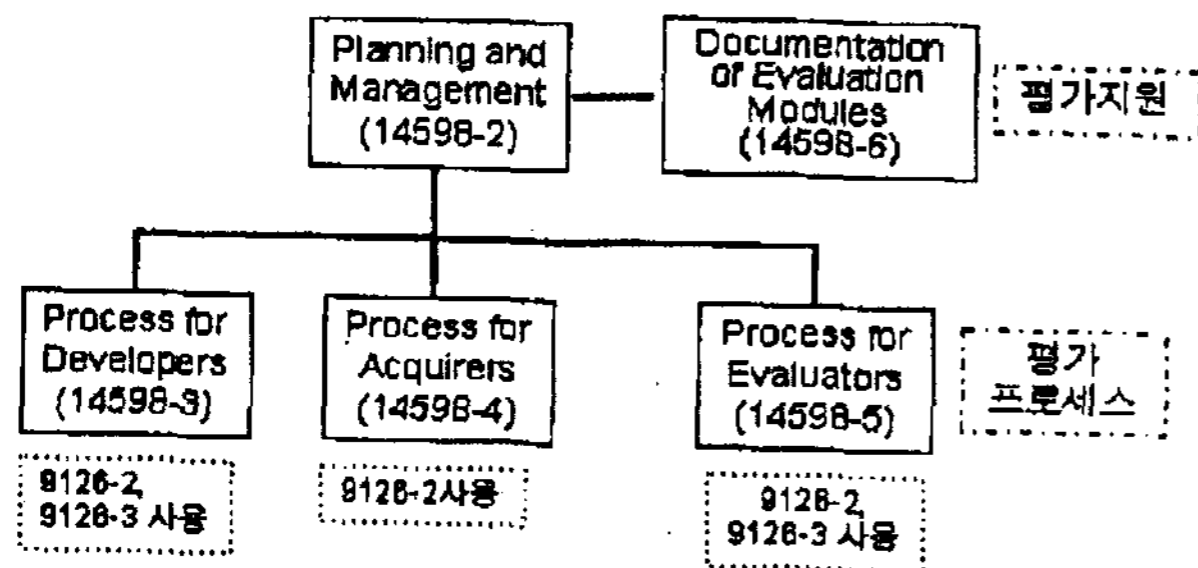 Planning and
Management
(14598-2)
Documentation
of Evaluation
Modules
(14598-6)
평가지원
Process for
Developers
(14598-3)
Process for
Acquirers
(14598-4)
Process for
Evaluators
(14598-5)
평가
프로세스
9126-2,
9126-3 사용
9126-2사용
9126-2,
9126-3 사용